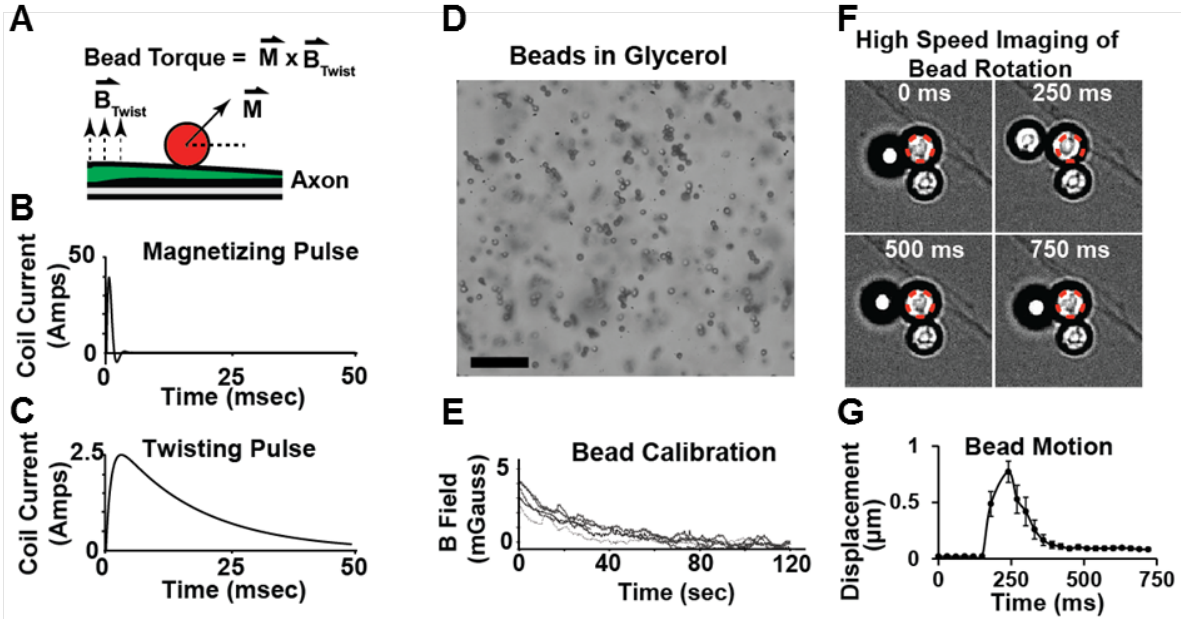 A
Bead Torque = M x B Twist
B Twist
M
Axon
B
Magnetizing Pulse
Coil Current
(Amps)
50
0
0
25
50
Time (msec)
C
Twisting Pulse
Coil Current
(Amps)
2.5
0
0
25
50
Time (msec)
D
Beads in Glycerol
E
Bead Calibration
B Field
(mGauss)
5
0
0
40
80
120
Time (sec)
F
High Speed Imaging of
Bead Rotation
0 ms
250 ms
500 ms
750 ms
G
Bead Motion
Displacement
(µm)
1
0.5
0
0
250
500
750
Time (ms)